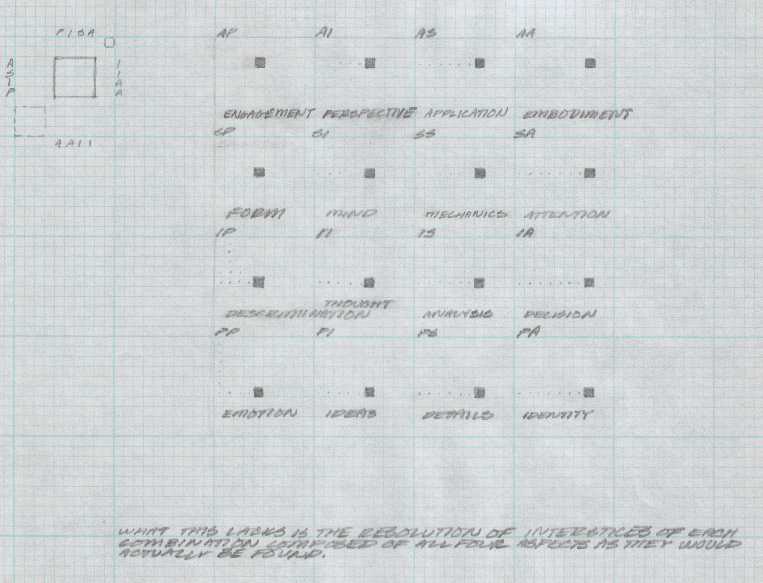 P I S A
A
S
I
P
I
I
A
A
A A I I
AP AI AS AA
ENGAGEMENT PERSPECTIVE APPLICATION EMBODIMENT
SP SI SS SA
FORM MIND MECHANICS ATTENTION
IP II IS IA
THOUGHT
DESCRIMINATION ANALYSIS DECISION
PP PI PS PA
EMOTION IDEAS DETAILS IDENTITY
WHAT THIS LACKS IS THE RESOLUTION OF INTERSTICES OF EACH
COMBINATION COMPOSED OF ALL FOUR ASPECTS AS THEY WOULD
ACTUALLY BE FOUND.